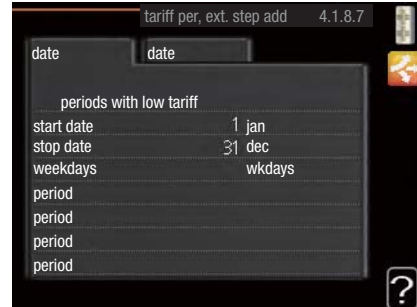 tariff per, ext. step add 4.1.8.7
date date
periods with low tariff
start date 1 jan
stop date 31 dec
weekdays wkdays
period
period
period
period
?